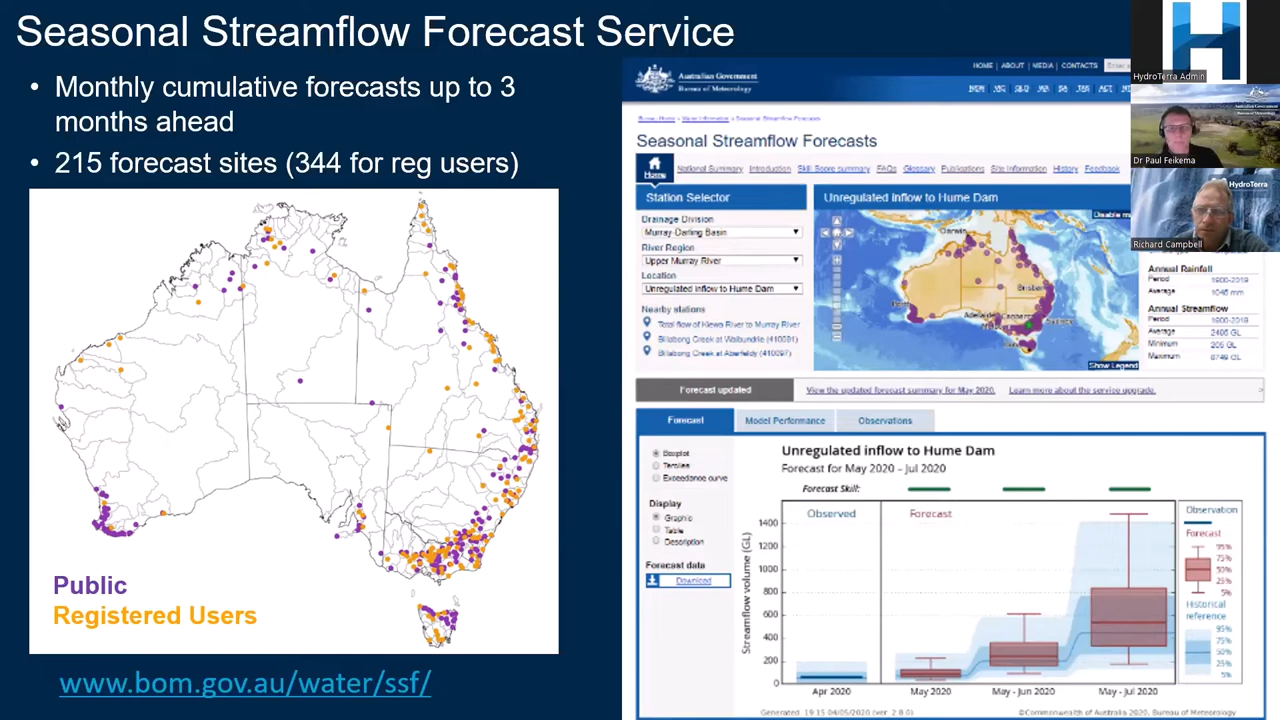 Seasonal Streamflow Forecast Service
• Monthly cumulative forecasts up to 3
months ahead
• 215 forecast sites (344 for reg users)
Public
Registered Users
www.bom.gov.au/water/ssf/
Australian Government
Bureau of Meteorology
HOME | ABOUT | MEDIA | CONTACTS
Seasonal Streamflow Forecasts
Home
National Summary
Introduction
Skill Score summary
FAQs
Glossary
Publications
Site Information
History
Feedback
Station Selector
Drainage Division
Murray-Darling Basin
River Region
Upper Murray River
Location
Unregulated inflow to Hume Dam
Nearby stations
Total flow of Kiewa River to Murray River
Billabong Creek at Walbundrie (410091)
Billabong Creek at Aberfeldy (410097)
Unregulated inflow to Hume Dam
Darwin
Brisbane
Perth
Adelaide
Canberra
Sydney
Show Legend
Annual Rainfall
Period 1900-2019
Average 1046 mm
Annual Streamflow
Period 1900-2019
Average
Minimum 205 GL
Maximum 8749 GL
Forecast updated
View the updated forecast summary for May 2020.
Learn more about the service upgrade.
Forecast
Model Performance
Observations
Boxplot
Terciles
Exceedance curve
Display
Graphic
Table
Description
Forecast data
Download
Unregulated inflow to Hume Dam
Forecast for May 2020 – Jul 2020
Forecast Skill:
Observed
Forecast
Streamflow volume (GL)
1400
1200
1000
800
600
400
200
0
Apr 2020
May 2020
May - Jun 2020
May - Jul 2020
Observation
Forecast
95%
75%
50%
25%
5%
Historical
reference
95%
75%
50%
25%
5%
Generated: 19:15 04/05/2020 (ver. 2.8.0)
©Commonwealth of Australia 2020, Bureau of Meteorology
HydroTerra Admin
Australian Government
Bureau of Meteorology
Dr Paul Feikema
HydroTerra
Richard Campbell